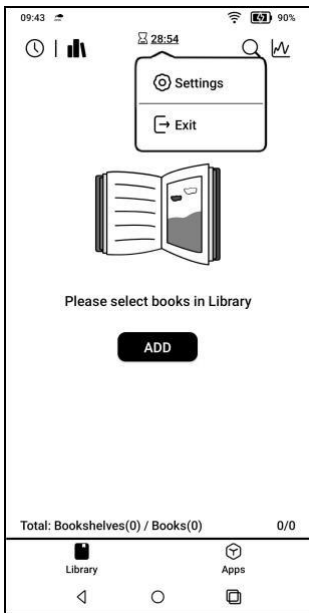 09:43 90%
28:54
Settings
Exit
Please select books in Library
ADD
Total: Bookshelves(0) / Books(0) 0/0
Library Apps